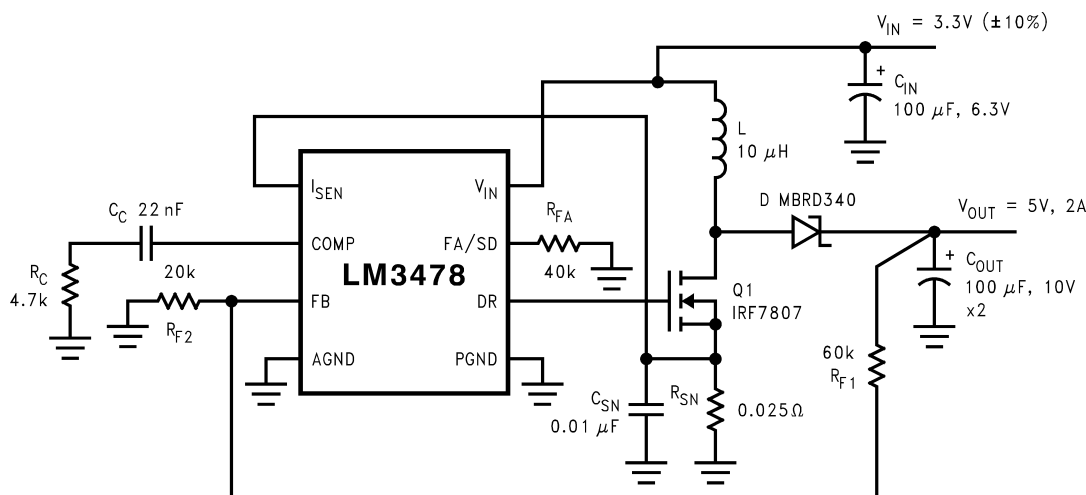 V_IN = 3.3V (±10%)
+
C_IN
100 μF, 6.3V
L
10 μH
I_SEN
V_IN
C_C 22 nF
R_FA
D MBRD340
V_OUT = 5V, 2A
COMP
FA/SD
+
C_OUT
100 μF, 10V
x2
R_C
4.7k
20k
LM3478
40k
Q1
IRF7807
FB
DR
R_F2
60k
R_F1
AGND
PGND
C_SN
0.01 μF
R_SN
0.025Ω